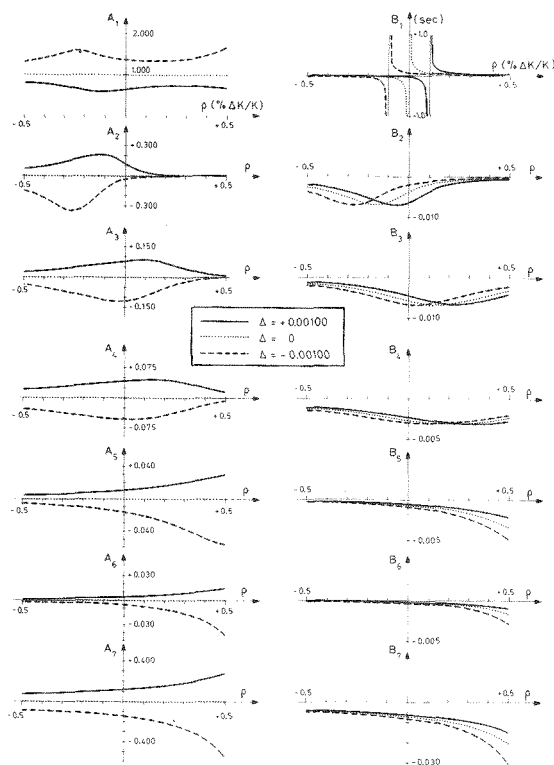 A₁
2.000
1.000
ρ (% ΔK/K)
-0.5
+0.5
B₁ (sec)
+1.0
ρ (% ΔK/K)
-0.5
+0.5
-1.0
A₂
+0.300
ρ
-0.5
+0.5
-0.300
B₂
ρ
-0.5
+0.5
-0.010
A₃
+0.150
ρ
-0.5
+0.5
-0.150
B₃
ρ
-0.5
+0.5
-0.010
Δ = +0.00100
Δ = 0
Δ = -0.00100
A₄
+0.075
ρ
-0.5
+0.5
-0.075
B₄
ρ
-0.5
+0.5
-0.005
A₅
+0.040
ρ
-0.5
+0.5
-0.040
B₅
ρ
-0.5
+0.5
-0.005
A₆
+0.030
ρ
-0.5
+0.5
-0.030
B₆
ρ
-0.5
+0.5
-0.005
A₇
+0.400
ρ
-0.5
+0.5
-0.400
B₇
ρ
-0.5
+0.5
-0.030